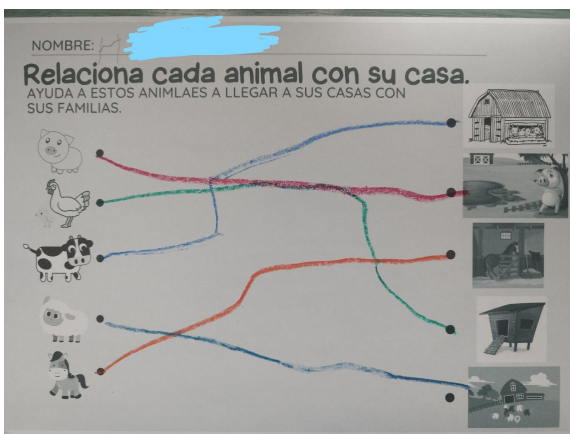 NOMBRE: M
Relaciona cada animal con su casa.
AYUDA A ESTOS ANIMLAES A LLEGAR A SUS CASAS CON
SUS FAMILIAS.